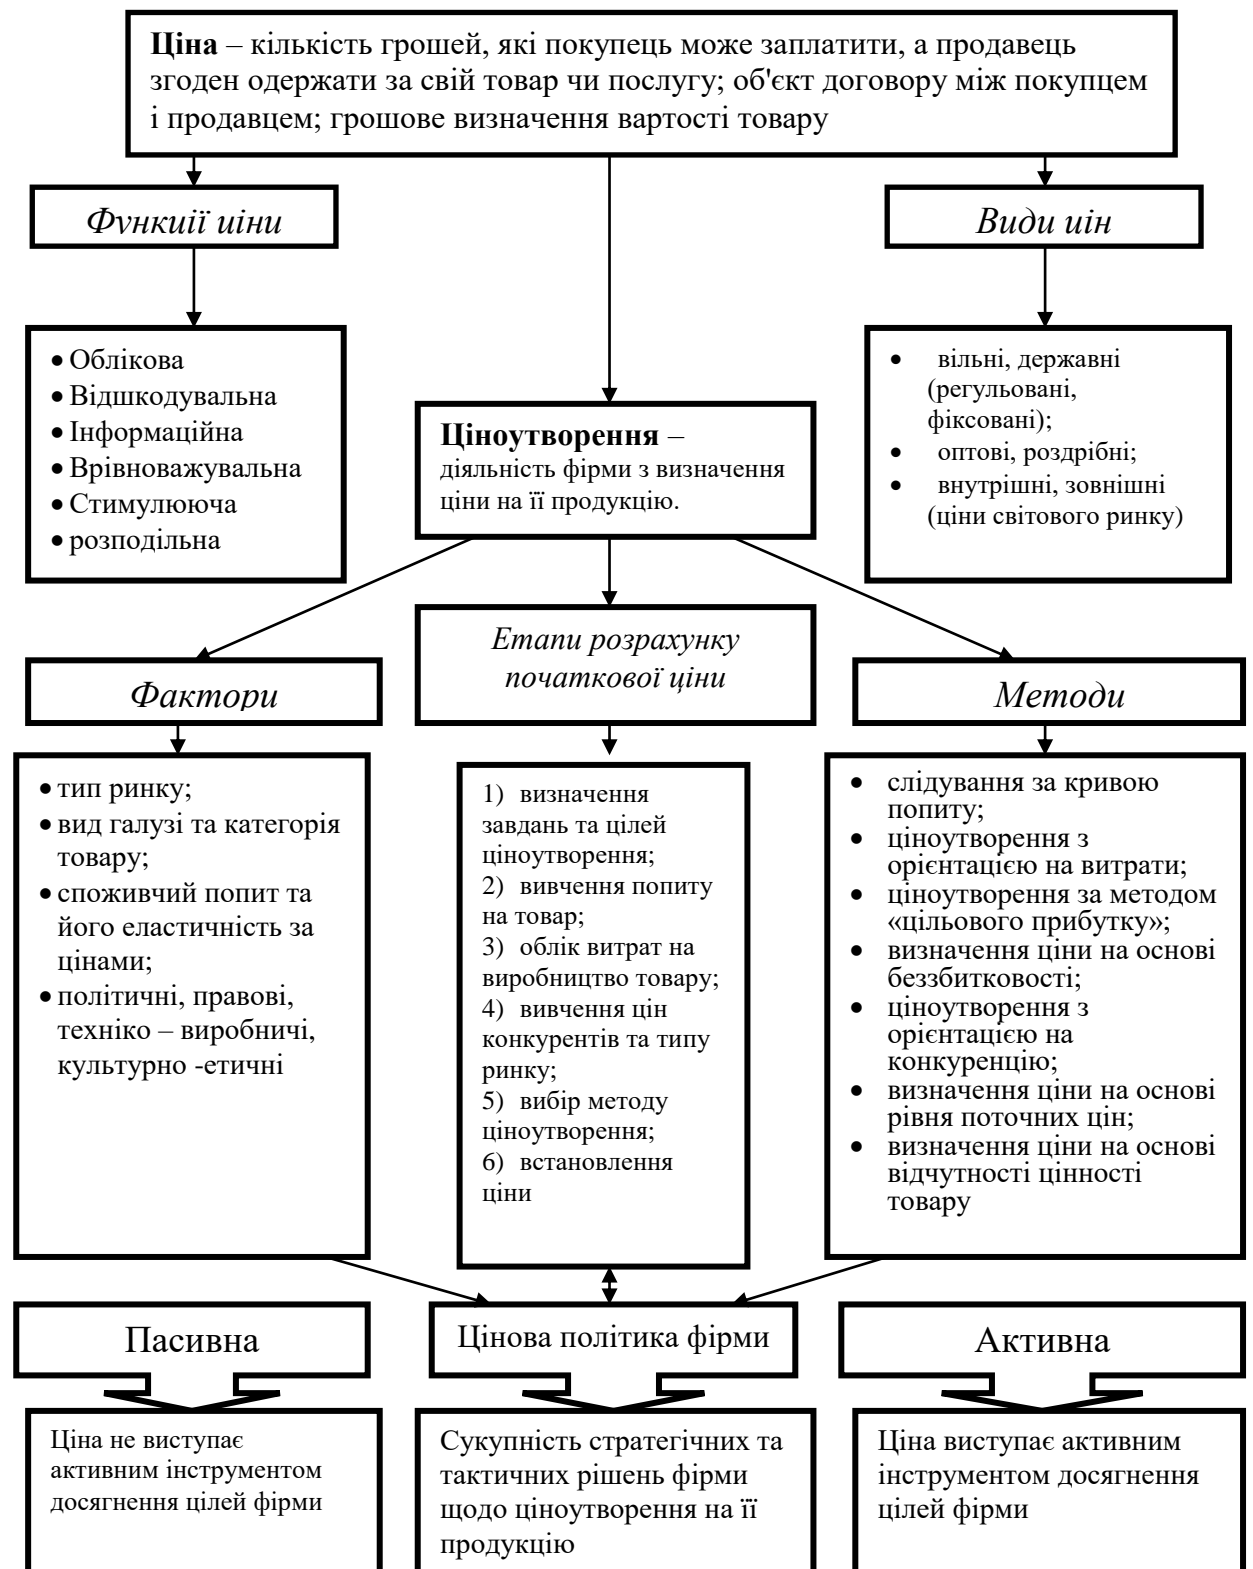 Ціна – кількість грошей, які покупець може заплатити, а продавець
згоден одержати за свій товар чи послугу; об'єкт договору між покупцем
і продавцем; грошове визначення вартості товару
Функції ціни
Види цін
• Облікова
• Відшкодувальна
• Інформаційна
• Врівноважувальна
• Стимулююча
• розподільна
• вільні, державні
(регульовані,
фіксовані);
• оптові, роздрібні;
• внутрішні, зовнішні
(ціни світового ринку)
Ціноутворення –
діяльність фірми з визначення
ціни на її продукцію.
Фактори
Етапи розрахунку
початкової ціни
Методи
• тип ринку;
• вид галузі та категорія
товару;
• споживчий попит та
його еластичність за
цінами;
• політичні, правові,
техніко – виробничі,
культурно -етичні
1) визначення
завдань та цілей
ціноутворення;
2) вивчення попиту
на товар;
3) облік витрат на
виробництво товару;
4) вивчення цін
конкурентів та типу
ринку;
5) вибір методу
ціноутворення;
6) встановлення
ціни
• слідування за кривою
попиту;
• ціноутворення з
орієнтацією на витрати;
• ціноутворення за методом
«цільового прибутку»;
• визначення ціни на основі
беззбитковості;
• ціноутворення з
орієнтацією на
конкуренцію;
• визначення ціни на основі
рівня поточних цін;
• визначення ціни на основі
відчутності цінності
товару
Пасивна
Цінова політика фірми
Активна
Ціна не виступає
активним інструментом
досягнення цілей фірми
Сукупність стратегічних та
тактичних рішень фірми
щодо ціноутворення на її
продукцію
Ціна виступає активним
інструментом досягнення
цілей фірми